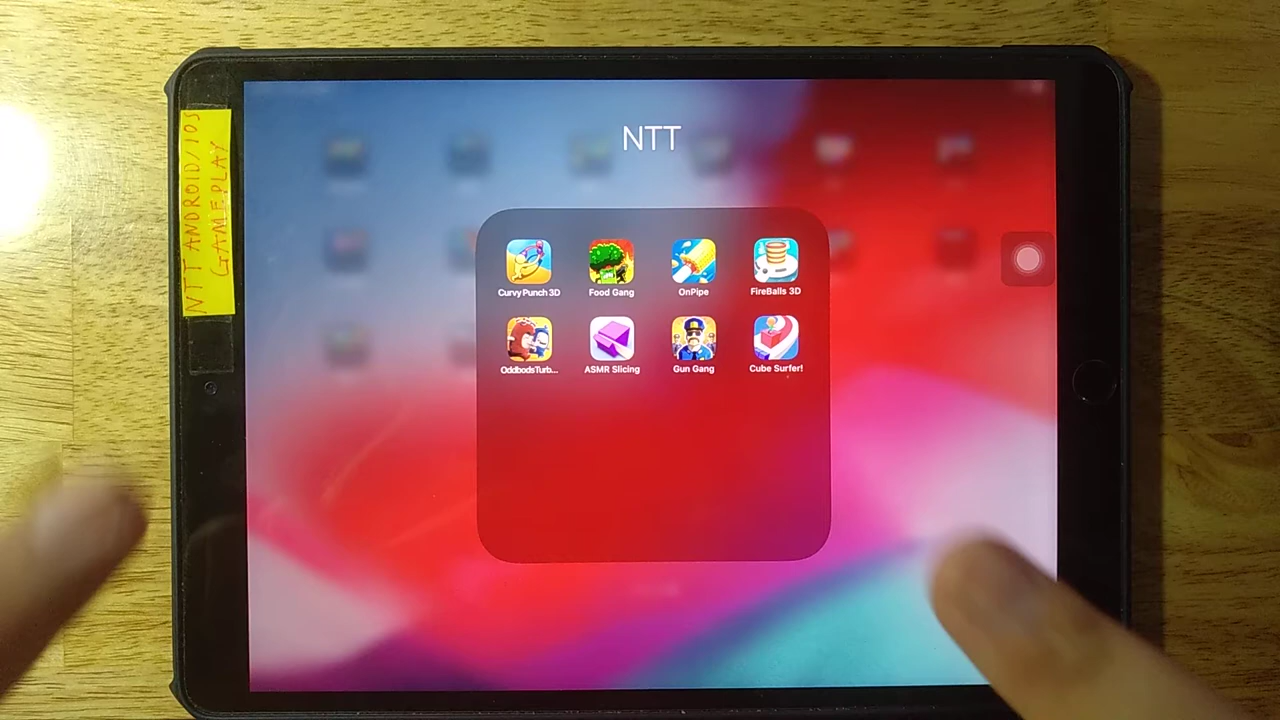 NTT ANDROID/IOS
GAMEPLAY
NTT
Curvy Punch 3D
Food Gang
OnPipe
FireBalls 3D
OddbodsTurb...
ASMR Slicing
Gun Gang
Cube Surfer!